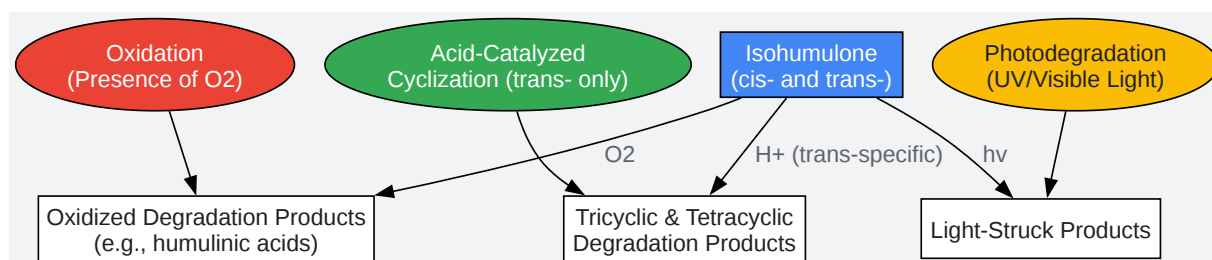 Oxidation
(Presence of O2)
Acid-Catalyzed
Cyclization (trans- only)
Isohumulone
(cis- and trans-)
Photodegradation
(UV/Visible Light)
O2
H+ (trans-specific)
hv
Oxidized Degradation Products
(e.g., humulinic acids)
Tricyclic & Tetracyclic
Degradation Products
Light-Struck Products